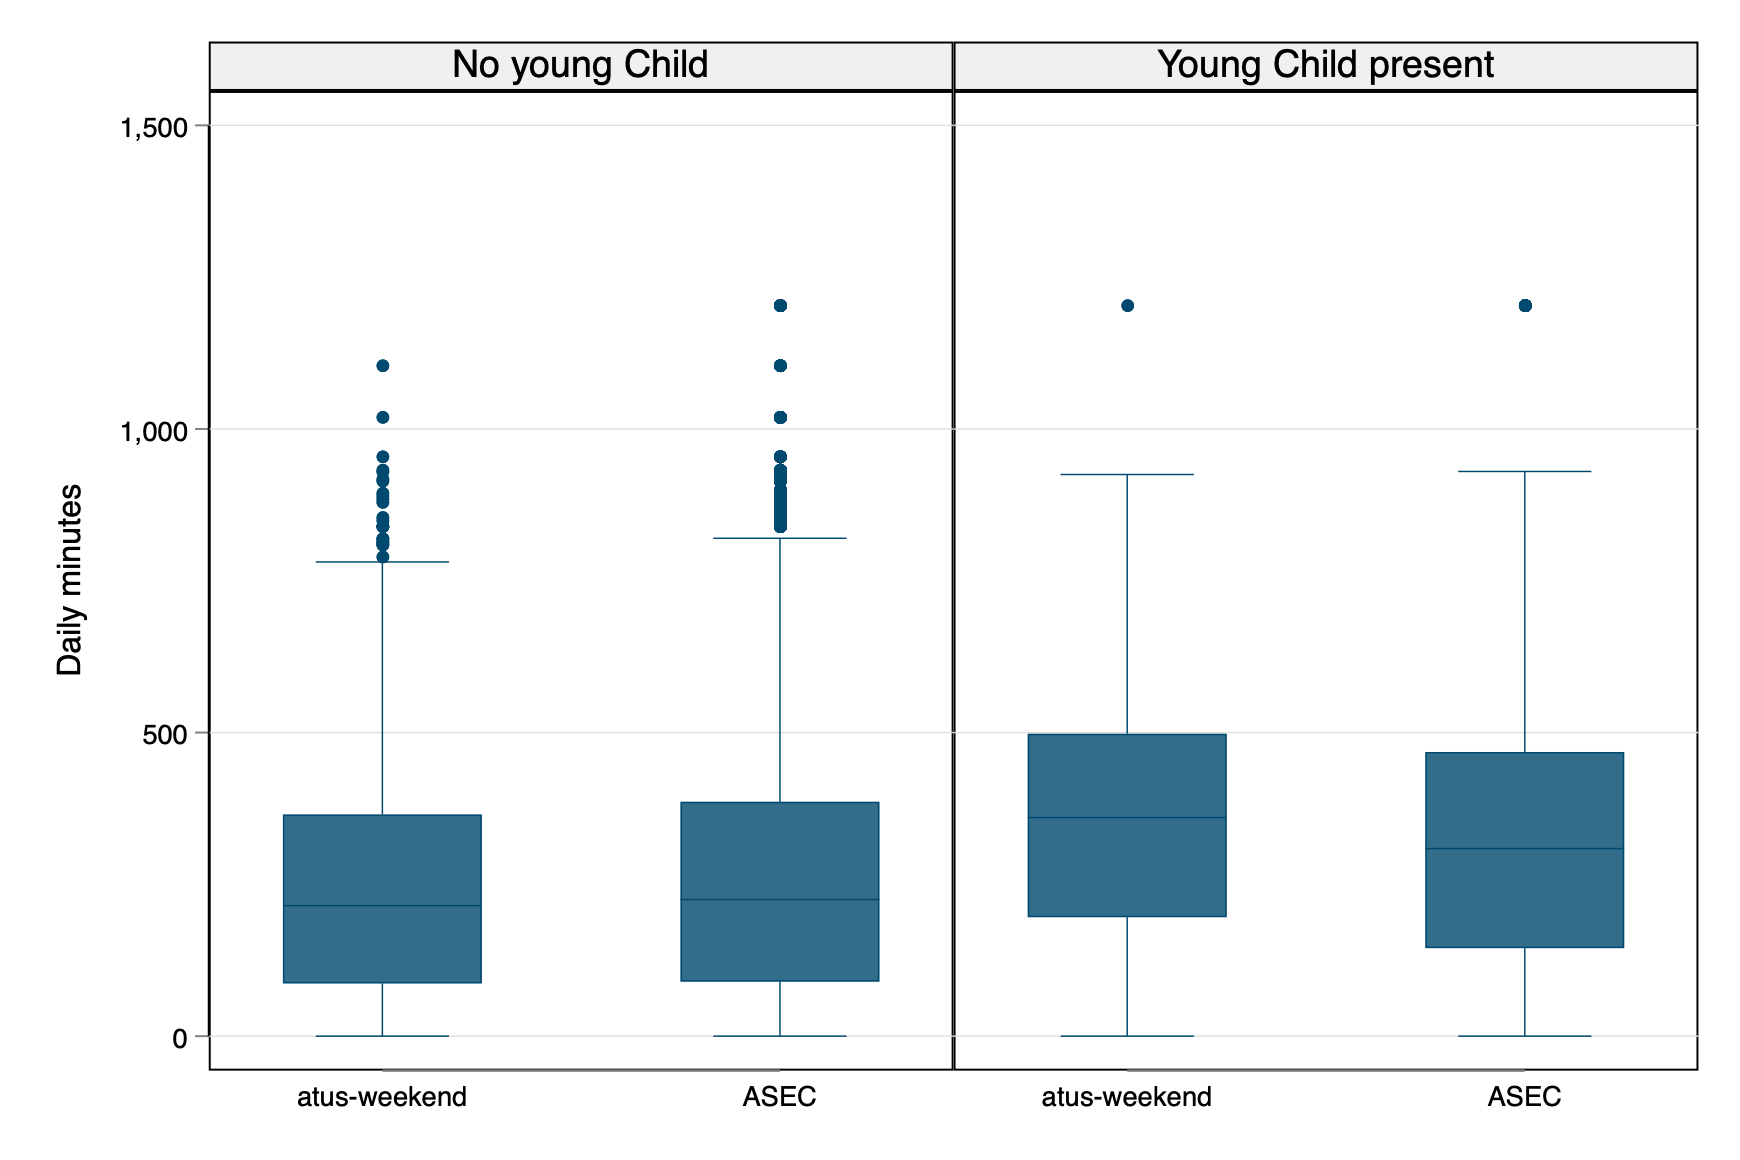 No young Child
Young Child present
1,500
1,000
500
0
Daily minutes
atus-weekend
ASEC
atus-weekend
ASEC